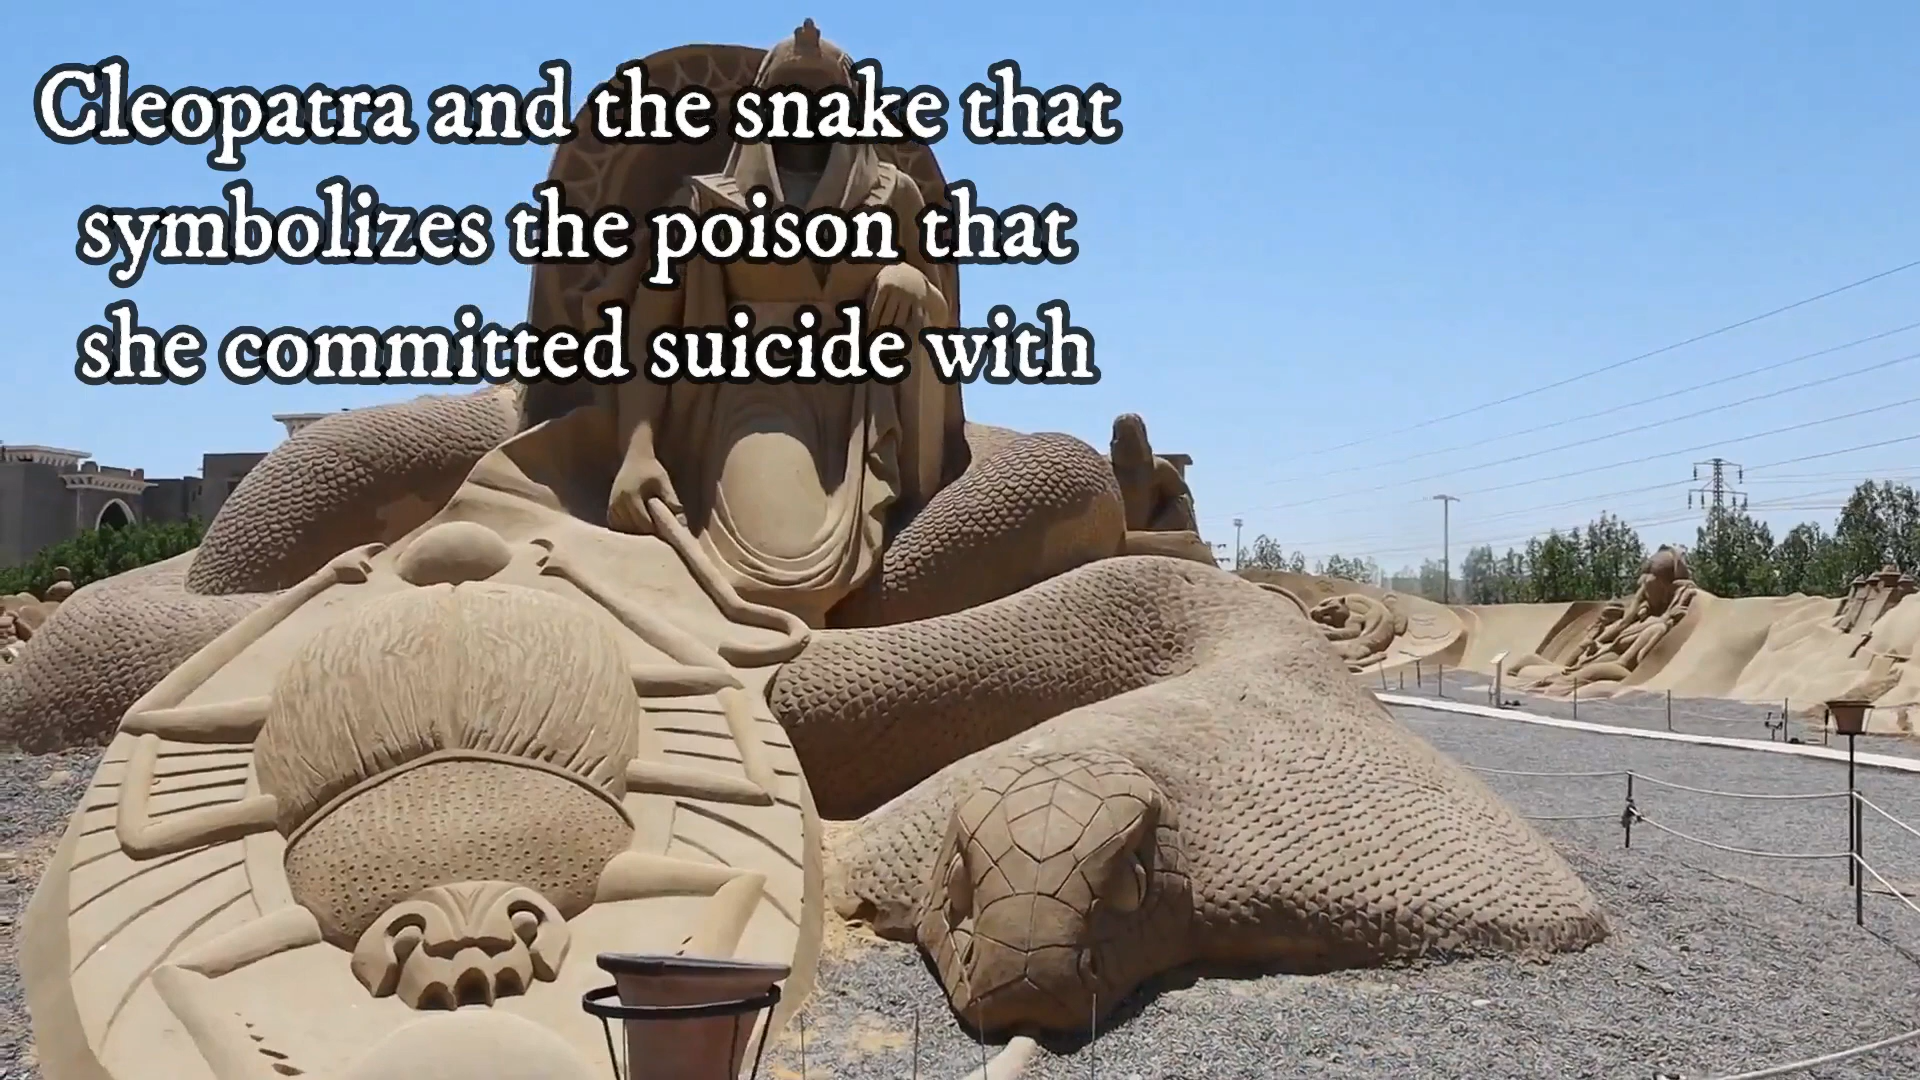 Cleopatra and the snake that
symbolizes the poison that
she committed suicide with